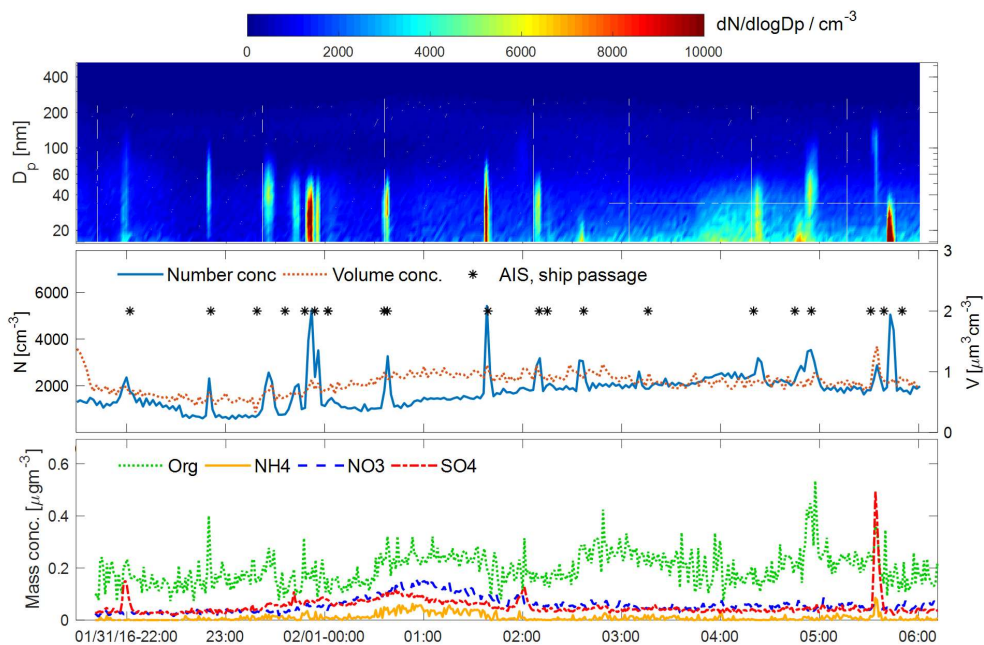 dN/dlogDp / cm-3
0 2000 4000 6000 8000 10000
400
200
100
60
40
20
Dp [nm]
Number conc Volume conc. * AIS, ship passage
6000
4000
2000
N [cm-3]
3
2
1
0
V [μm3cm-3]
Org NH4 NO3 SO4
0.6
0.4
0.2
0
Mass conc. [μgm-3]
01/31/16-22:00 23:00 02/01-00:00 01:00 02:00 03:00 04:00 05:00 06:00